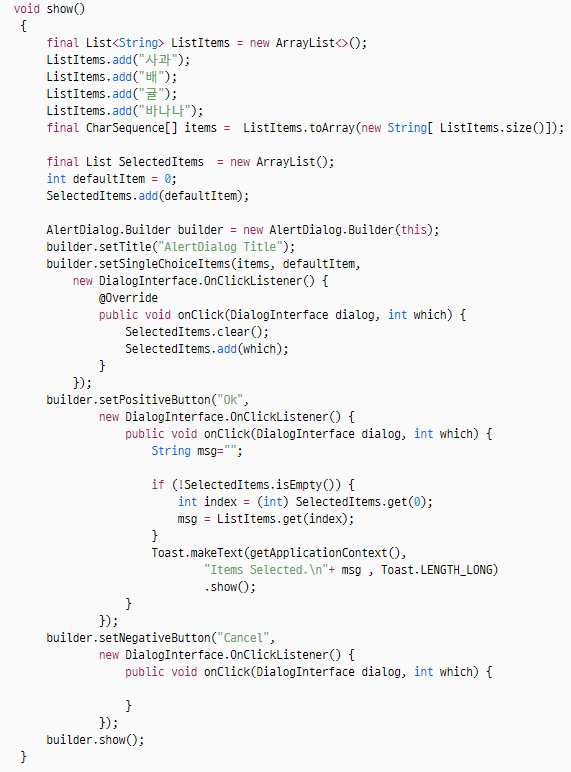 void show()
{
    final List<String> ListItems = new ArrayList<>();
    ListItems.add("사과");
    ListItems.add("배");
    ListItems.add("귤");
    ListItems.add("바나나");
    final CharSequence[] items =  ListItems.toArray(new String[ ListItems.size()]);

    final List SelectedItems  = new ArrayList();
    int defaultItem = 0;
    SelectedItems.add(defaultItem);

    AlertDialog.Builder builder = new AlertDialog.Builder(this);
    builder.setTitle("AlertDialog Title");
    builder.setSingleChoiceItems(items, defaultItem,
        new DialogInterface.OnClickListener() {
            @Override
            public void onClick(DialogInterface dialog, int which) {
                SelectedItems.clear();
                SelectedItems.add(which);
            }
        });
    builder.setPositiveButton("Ok",
            new DialogInterface.OnClickListener() {
                public void onClick(DialogInterface dialog, int which) {
                    String msg="";

                    if (!SelectedItems.isEmpty()) {
                        int index = (int) SelectedItems.get(0);
                        msg = ListItems.get(index);
                    }
                    Toast.makeText(getApplicationContext(),
                            "Items Selected.\n"+ msg , Toast.LENGTH_LONG)
                            .show();
                }
            });
    builder.setNegativeButton("Cancel",
            new DialogInterface.OnClickListener() {
                public void onClick(DialogInterface dialog, int which) {

                }
            });
    builder.show();
}